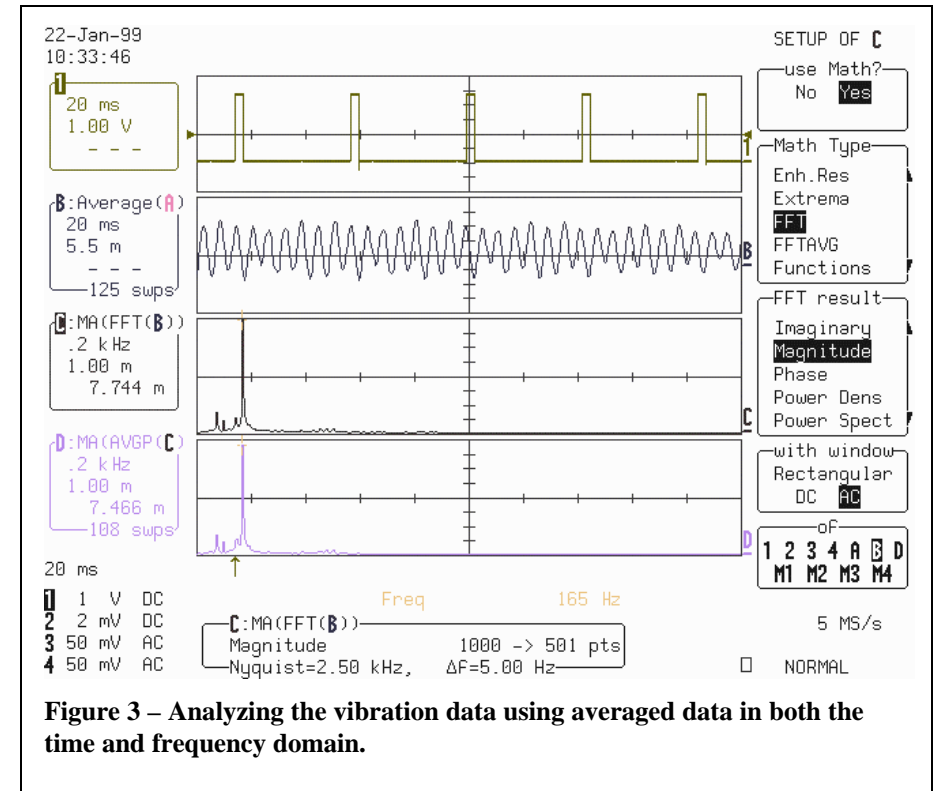 22-Jan-99
10:33:46
1
20 ms
1.00 V
- - -
B:Average(A)
20 ms
5.5 m
- - -
125 swps
C:MA(FFT(B))
.2 kHz
1.00 m
7.744 m
D:MA(AVGP(C)
.2 kHz
1.00 m
7.466 m
108 swps
20 ms
1 1 V DC
2 2 mV DC
3 50 mV AC
4 50 mV AC
1
B
C
D
Freq 165 Hz
C:MA(FFT(B))
Magnitude 1000 -> 501 pts
Nyquist=2.50 kHz, ΔF=5.00 Hz
SETUP OF C
use Math?
No Yes
Math Type
Enh.Res
Extrema
FFT
FFTAVG
Functions
FFT result
Imaginary
Magnitude
Phase
Power Dens
Power Spect
with window
Rectangular
DC AC
of
1 2 3 4 A B D
M1 M2 M3 M4
5 MS/s
NORMAL
Figure 3 – Analyzing the vibration data using averaged data in both the
time and frequency domain.